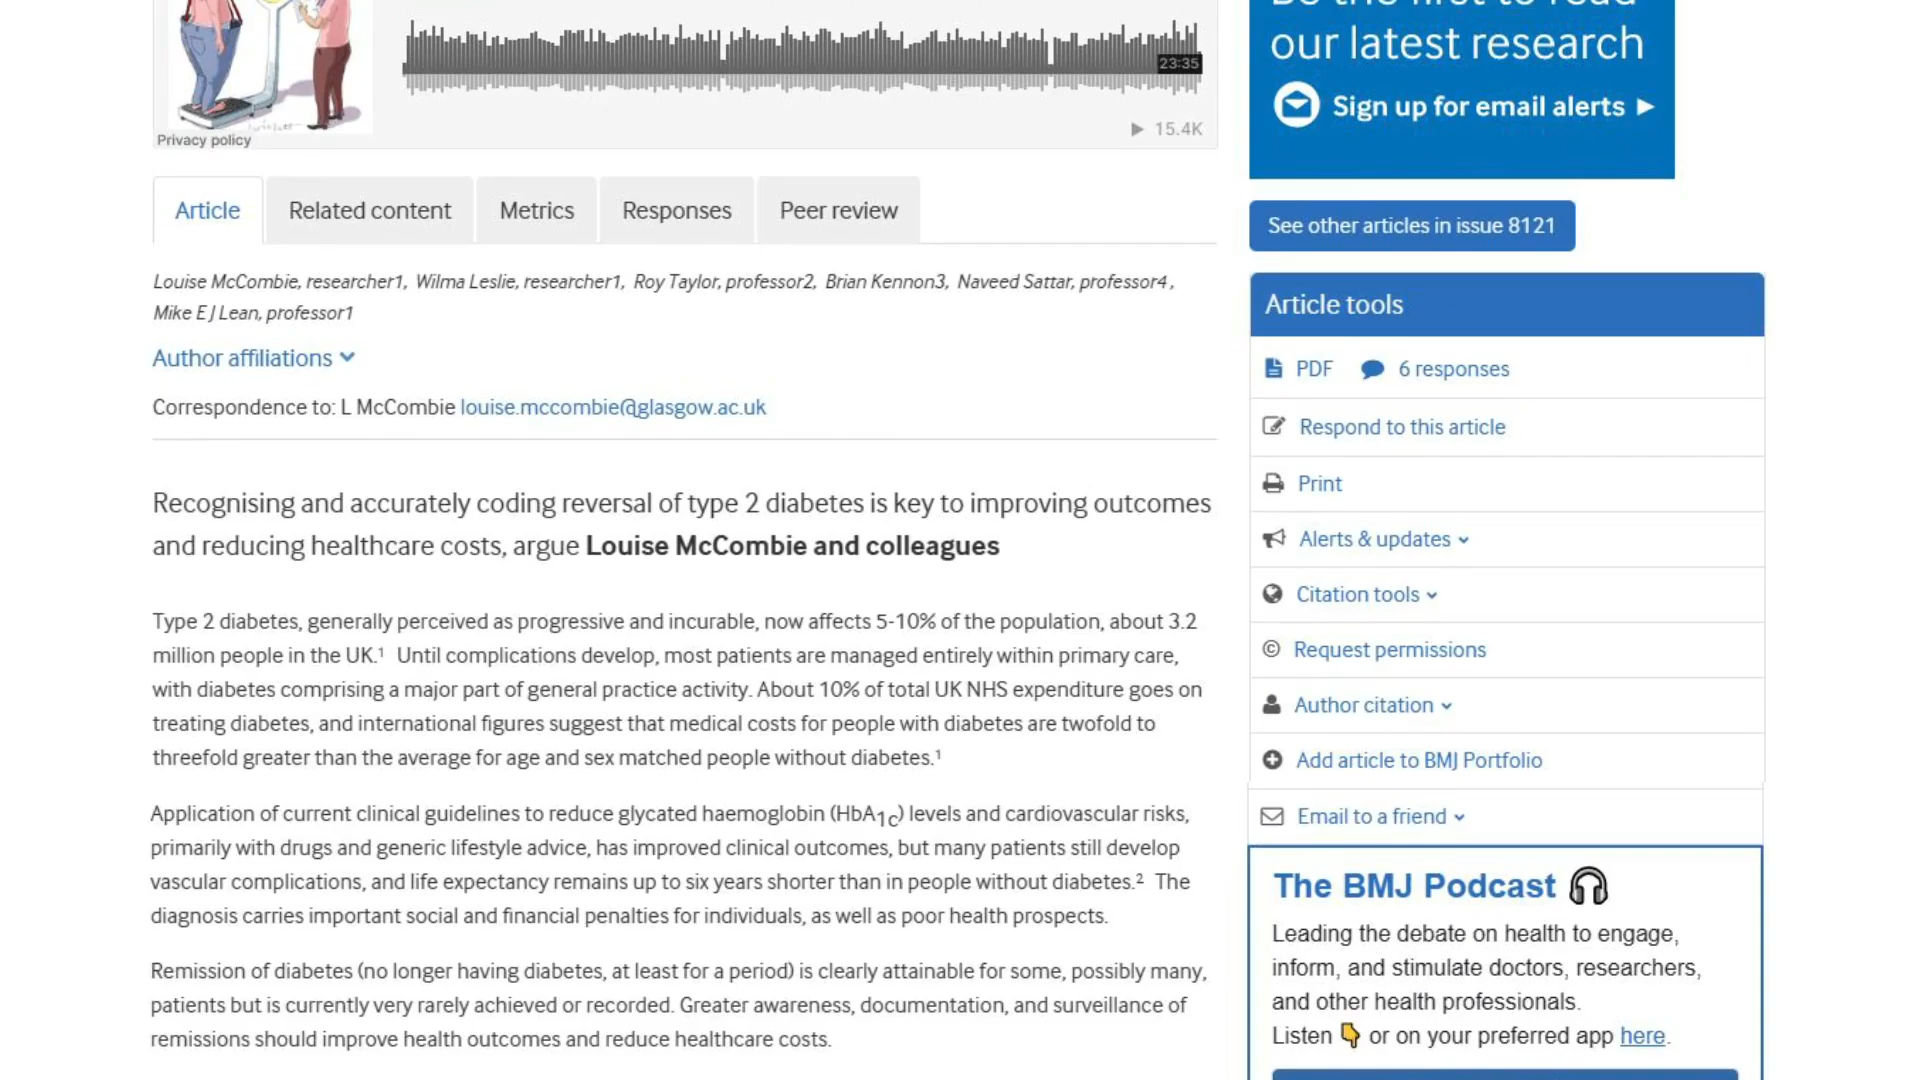 our latest research
Sign up for email alerts
23:35
15.4K
Privacy policy
Article
Related content
Metrics
Responses
Peer review
See other articles in issue 8121
Louise McCombie, researcher1, Wilma Leslie, researcher1, Roy Taylor, professor2, Brian Kennon3, Naveed Sattar, professor4,
Mike E J Lean, professor1
Author affiliations
Correspondence to: L McCombie louise.mccombie@glasgow.ac.uk
Recognising and accurately coding reversal of type 2 diabetes is key to improving outcomes
and reducing healthcare costs, argue Louise McCombie and colleagues
Type 2 diabetes, generally perceived as progressive and incurable, now affects 5-10% of the population, about 3.2
million people in the UK.¹ Until complications develop, most patients are managed entirely within primary care,
with diabetes comprising a major part of general practice activity. About 10% of total UK NHS expenditure goes on
treating diabetes, and international figures suggest that medical costs for people with diabetes are twofold to
threefold greater than the average for age and sex matched people without diabetes.¹
Application of current clinical guidelines to reduce glycated haemoglobin (HbA1c) levels and cardiovascular risks,
primarily with drugs and generic lifestyle advice, has improved clinical outcomes, but many patients still develop
vascular complications, and life expectancy remains up to six years shorter than in people without diabetes.² The
diagnosis carries important social and financial penalties for individuals, as well as poor health prospects.
Remission of diabetes (no longer having diabetes, at least for a period) is clearly attainable for some, possibly many,
patients but is currently very rarely achieved or recorded. Greater awareness, documentation, and surveillance of
remissions should improve health outcomes and reduce healthcare costs.
Article tools
PDF 6 responses
Respond to this article
Print
Alerts & updates
Citation tools
© Request permissions
Author citation
Add article to BMJ Portfolio
Email to a friend
The BMJ Podcast
Leading the debate on health to engage,
inform, and stimulate doctors, researchers,
and other health professionals.
Listen 👇 or on your preferred app here.